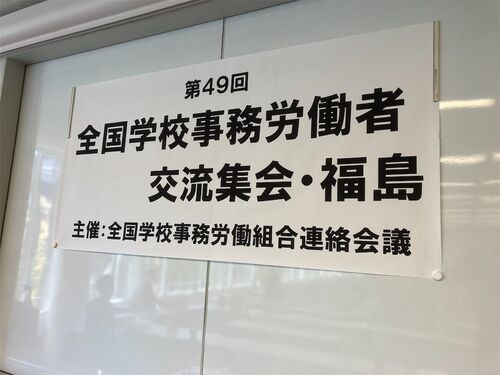 第49回
全国学校事務労働者
交流集会・福島
主催:全国学校事務労働組合連絡会議